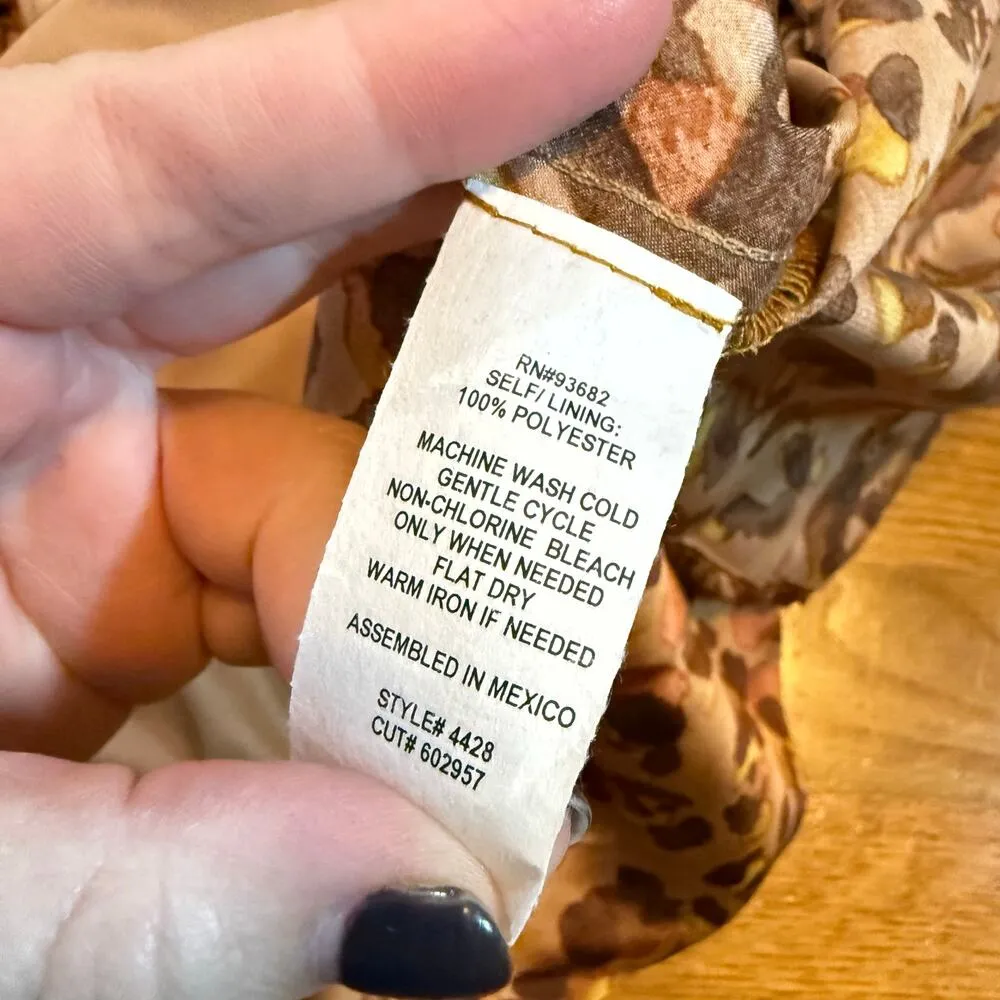 RN#93682
SELF/ LINING:
100% POLYESTER
MACHINE WASH COLD
GENTLE CYCLE
NON-CHLORINE BLEACH
ONLY WHEN NEEDED
FLAT DRY
WARM IRON IF NEEDED
ASSEMBLED IN MEXICO
STYLE# 4428
CUT# 602957